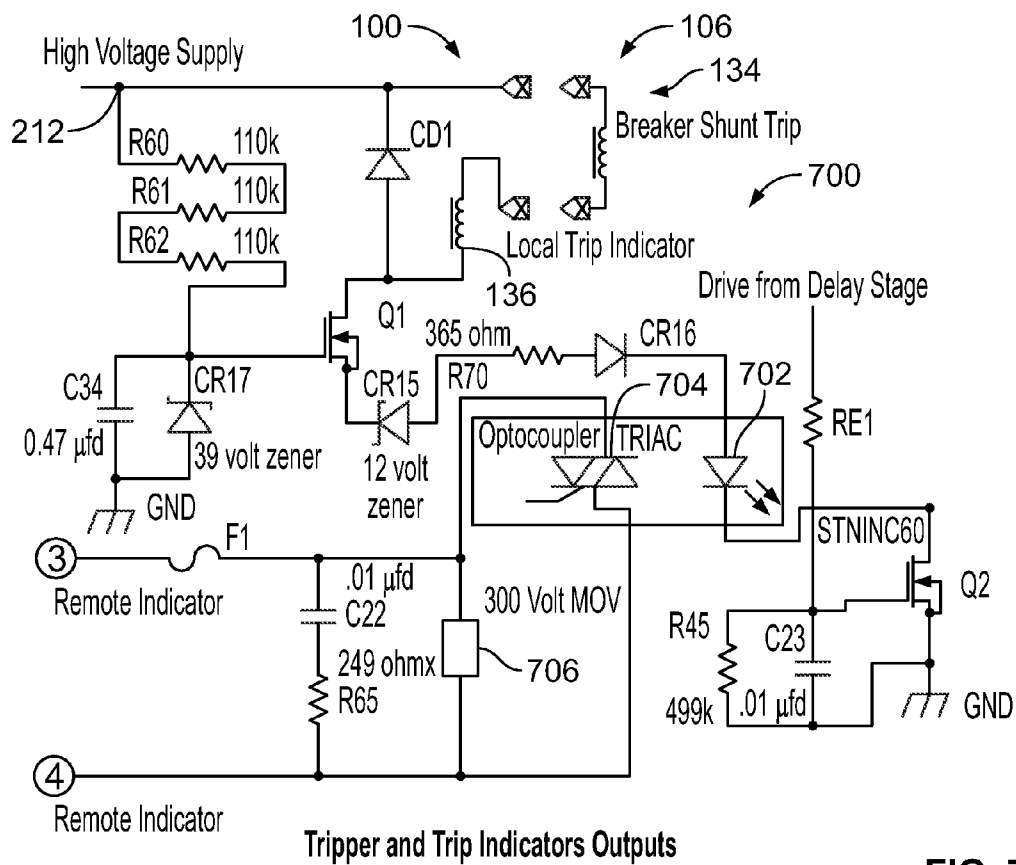 100
106
High Voltage Supply
134
212
CD1
Breaker Shunt Trip
R60 110k
R61 110k
700
R62 110k
Local Trip Indicator
136
Drive from Delay Stage
Q1
365 ohm
CR16
C34
CR17
CR15
R70
704
702
0.47 µfd
Optocoupler TRIAC
RE1
39 volt zener
12 volt
zener
GND
STNINC60
3
F1
.01 µfd
Q2
Remote Indicator
C22
300 Volt MOV
R45
C23
249 ohmx
706
R65
499k
.01 µfd
GND
4
Remote Indicator
Tripper and Trip Indicators Outputs